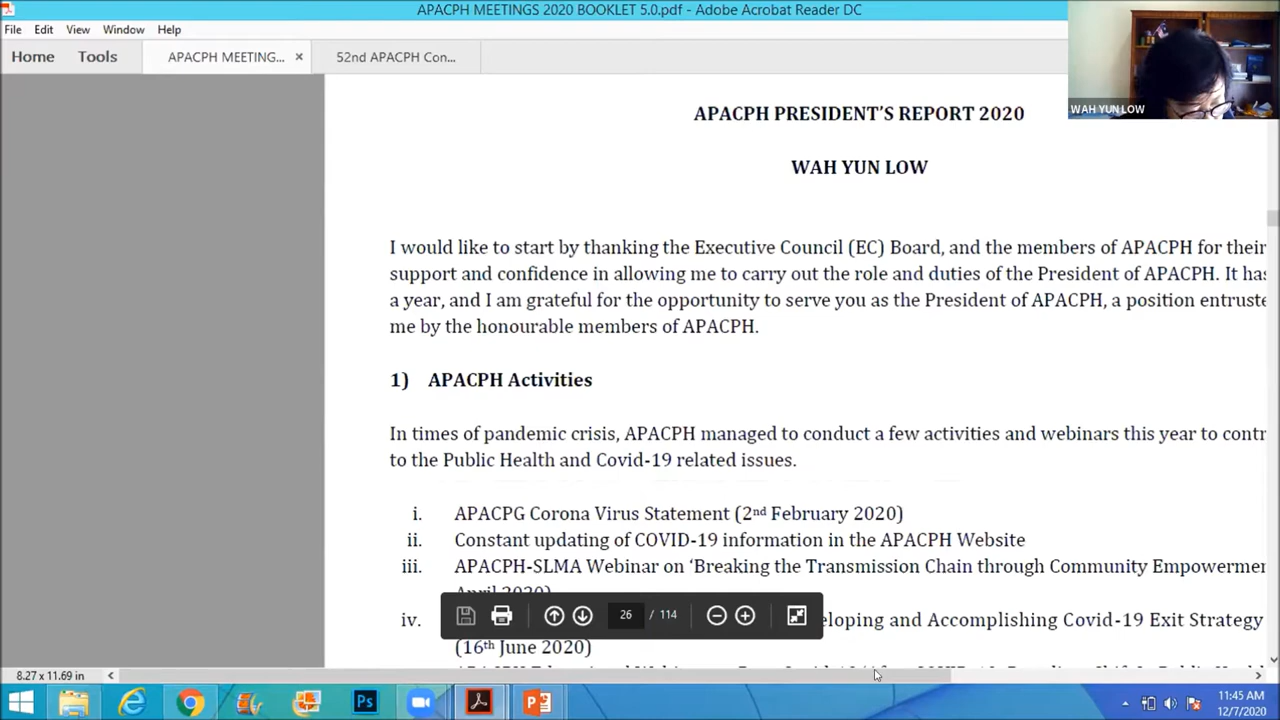 APACPH MEETINGS 2020 BOOKLET 5.0.pdf - Adobe Acrobat Reader DC
File Edit View Window Help
Home Tools APACPH MEETING... × 52nd APACPH Con...
WAH YUN LOW
APACPH PRESIDENT'S REPORT 2020
WAH YUN LOW
I would like to start by thanking the Executive Council (EC) Board, and the members of APACPH for their
support and confidence in allowing me to carry out the role and duties of the President of APACPH. It has
a year, and I am grateful for the opportunity to serve you as the President of APACPH, a position entruste
me by the honourable members of APACPH.
1) APACPH Activities
In times of pandemic crisis, APACPH managed to conduct a few activities and webinars this year to contr
to the Public Health and Covid-19 related issues.
i. APACPG Corona Virus Statement (2nd February 2020)
ii. Constant updating of COVID-19 information in the APACPH Website
iii. APACPH-SLMA Webinar on 'Breaking the Transmission Chain through Community Empowermen
April 2020)
iv. eloping and Accomplishing Covid-19 Exit Strategy
(16th June 2020)
26 / 114
8.27 x 11.69 in
Ps
11:45 AM
12/7/2020